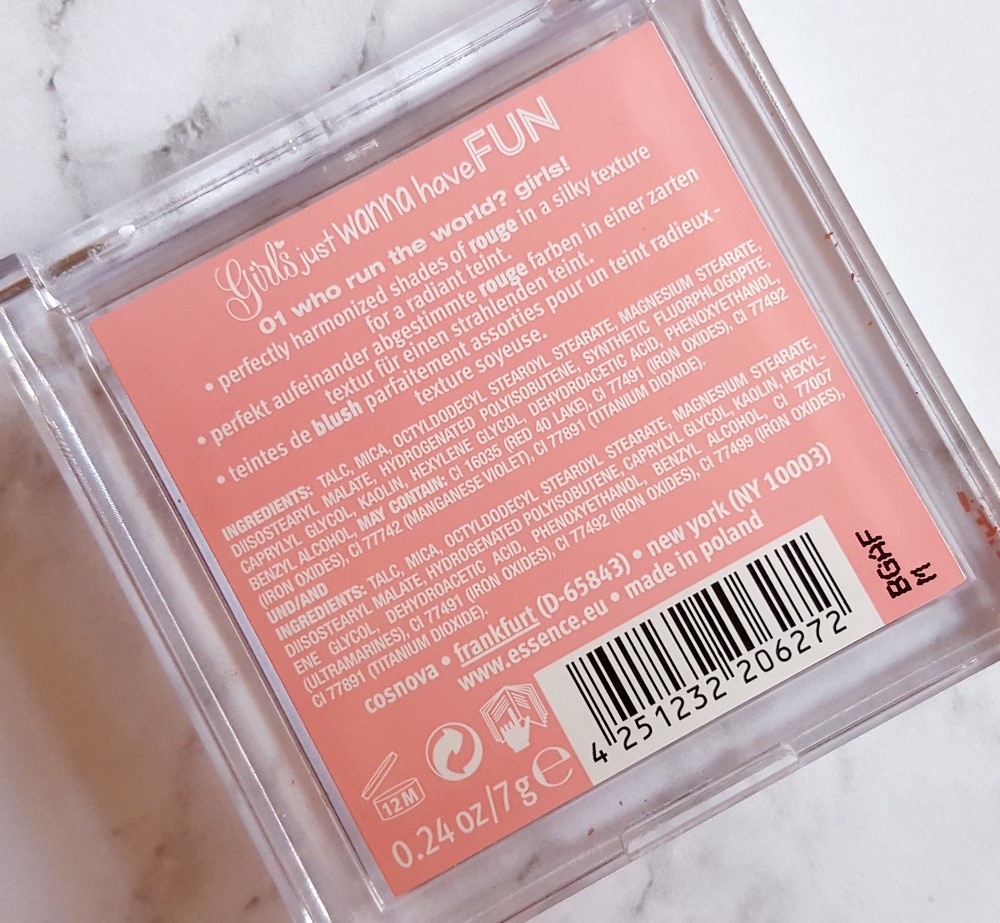 Girls just wanna have FUN
01 who run the world? girls!
• perfectly harmonized shades of rouge in a silky texture
for a radiant teint.
• perfekt aufeinander abgestimmte rouge farben in einer zarten
textur für einen strahlenden teint.
• teintes de blush parfaitement assorties pour un teint radieux -
texture soyeuse.
INGREDIENTS: TALC, MICA, OCTYLDODECYL STEAROYL STEARATE, MAGNESIUM STEARATE,
DIISOSTEARYL MALATE, HYDROGENATED POLYISOBUTENE, SYNTHETIC FLUORPHLOGOPITE,
CAPRYLYL GLYCOL, KAOLIN, HEXYLENE GLYCOL, DEHYDROACETIC ACID, PHENOXYETHANOL,
BENZYL ALCOHOL, MAY CONTAIN: CI 16035 (RED 40 LAKE), CI 77491 (IRON OXIDES), CI 77492
(IRON OXIDES), CI 77742 (MANGANESE VIOLET), CI 77891 (TITANIUM DIOXIDE).
UND/AND
INGREDIENTS: TALC, MICA, OCTYLDODECYL STEAROYL STEARATE, MAGNESIUM STEARATE,
DIISOSTEARYL MALATE, HYDROGENATED POLYISOBUTENE, CAPRYLYL GLYCOL, KAOLIN, HEXYL-
ENE GLYCOL, DEHYDROACETIC ACID, PHENOXYETHANOL, BENZYL ALCOHOL, CI 77007
(ULTRAMARINES), CI 77491 (IRON OXIDES), CI 77492 (IRON OXIDES), CI 77499 (IRON OXIDES),
CI 77891 (TITANIUM DIOXIDE).
cosnova • frankfurt (D-65843) • new york (NY 10003)
www.essence.eu • made in poland
BGAF
M
4 251232 206272
12M
0.24 oz/7g e